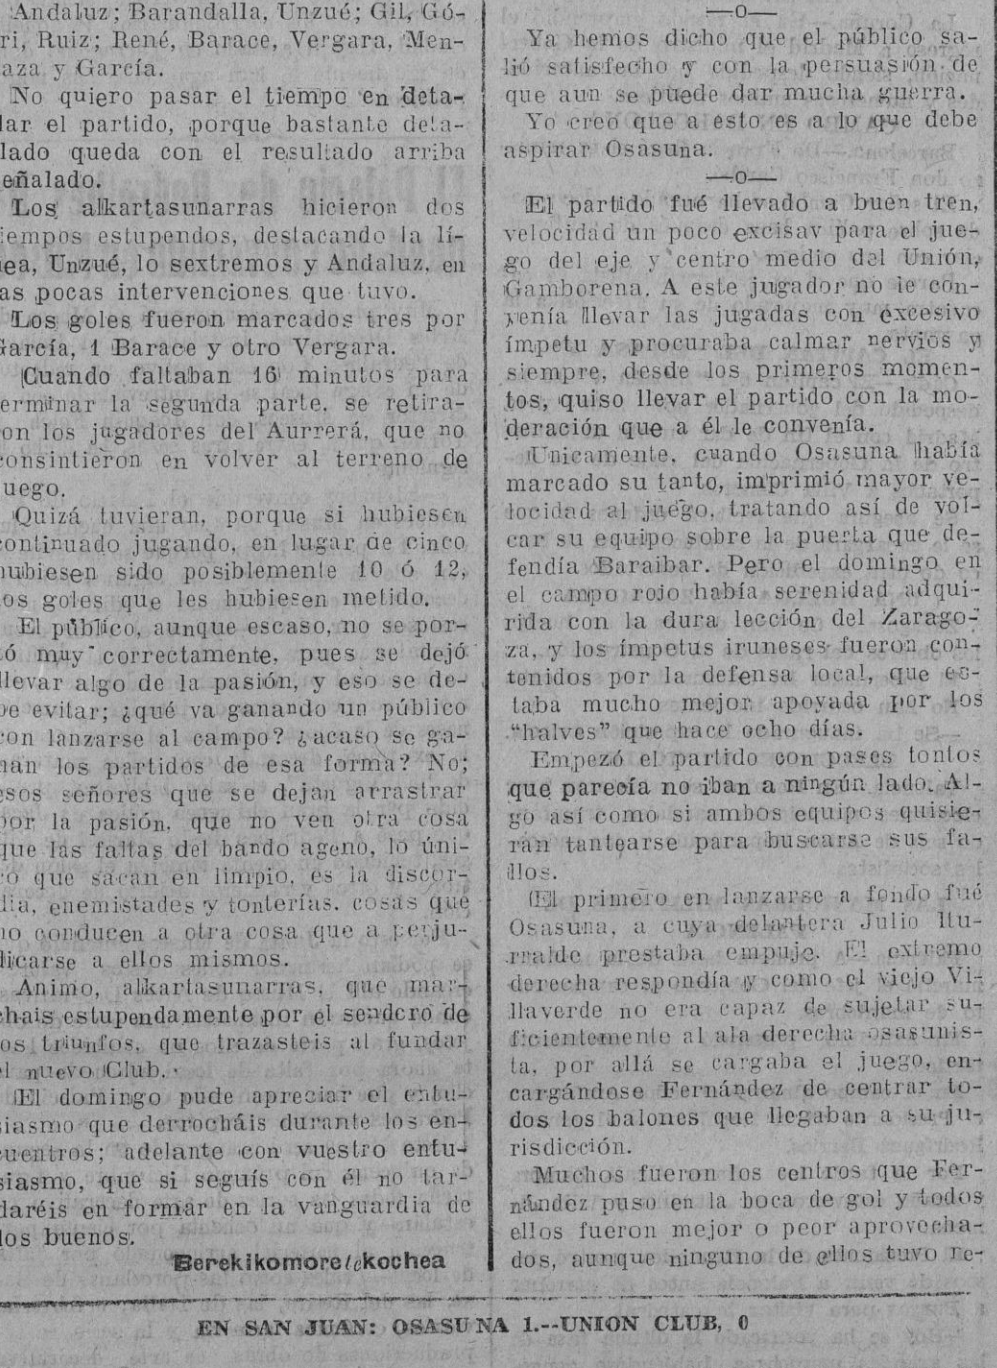 Andaluz; Barandalla, Unzué; Gil, Gó-
ri, Ruiz; René, Barace, Vergara, Men-
aza y García.
No quiero pasar el tiempo en deta-
lar el partido, porque bastante deta-
lado queda con el resultado arriba
eñalado.
Los alkartasunarras hicieron dos
iempos estupendos, destacando la lí-
ea, Unzué, lo sextremos y Andaluz, en
as pocas intervenciones que tuvo.
Los goles fueron marcados tres por
García, 1 Barace y otro Vergara.
Cuando faltaban 16 minutos para
erminar la segunda parte, se retira-
on los jugadores del Aurrerá, que no
onsintieron en volver al terreno de
uego.
Quizá tuvieran, porque si hubiesen
continuado jugando, en lugar de cinco
hubiesen sido posiblemente 10 ó 12,
os goles que les hubiesen metido.
El público, aunque escaso, no se por-
ó muy correctamente, pues se dejó
llevar algo de la pasión, y eso se de-
be evitar; ¿qué va ganando un público
con lanzarse al campo? ¿acaso se ga-
nan los partidos de esa forma? No;
esos señores que se dejan arrastrar
por la pasión, que no ven otra cosa
que las faltas del bando ageno, lo úni-
co que sacan en limpio, es la discor-
dia, enemistades y tonterías, cosas que
no conducen a otra cosa que a perju-
dicarse a ellos mismos.
Animo, alkartasunarras, que mar-
chais estupendamente por el sendero de
os triunfos, que trazasteis al fundar
el nuevo Club.
El domingo pude apreciar el entu-
siasmo que derrocháis durante los en-
cuentros; adelante con vuestro entu-
siasmo, que si seguís con él no tar-
daréis en formar en la vanguardia de
los buenos.
Berekikomoretekochea
—o—
Ya hemos dicho que el público sa-
lió satisfecho y con la persuasión de
que aun se puede dar mucha guerra.
Yo creo que a esto es a lo que debe
aspirar Osasuna.
—o—
El partido fué llevado a buen tren,
velocidad un poco excisav para el jue-
go del eje y centro medio del Unión,
Gamborena. A este jugador no le con-
venía llevar las jugadas con excesivo
ímpetu y procuraba calmar nervios y
siempre, desde los primeros momen-
tos, quiso llevar el partido con la mo-
deración que a él le convenía.
Unicamente, cuando Osasuna había
marcado su tanto, imprimió mayor ve-
locidad al juego, tratando así de vol-
car su equipo sobre la puerta que de-
fendía Baraibar. Pero el domingo en
el campo rojo había serenidad adqui-
rida con la dura lección del Zarago-
za, y los ímpetus iruneses fueron con-
tenidos por la defensa local, que es-
taba mucho mejor apoyada por los
"halves" que hace ocho días.
Empezó el partido con pases tontos
que parecía no iban a ningún lado. Al-
go así como si ambos equipos quisie-
ran tantearse para buscarse sus fa-
llos.
El primero en lanzarse a fondo fué
Osasuna, a cuya delantera Julio Itu-
rralde prestaba empuje. El extremo
derecha respondía y como el viejo Vi-
llaverde no era capaz de sujetar su-
ficientemente al ala derecha osasunis-
ta, por allá se cargaba el juego, en-
cargándose Fernández de centrar to-
dos los balones que llegaban a su ju-
risdicción.
Muchos fueron los centros que Fer-
nández puso en la boca de gol y todos
ellos fueron mejor o peor aprovecha-
dos, aunque ninguno de ellos tuvo re-
EN SAN JUAN: OSASUNA 1.--UNION CLUB, 0